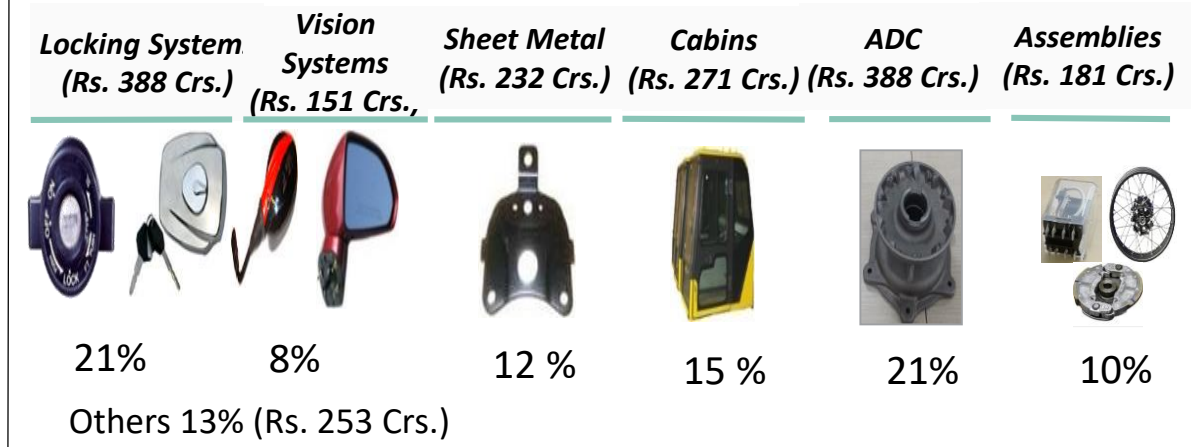 Locking System
(Rs. 388 Crs.)
Vision
Systems
(Rs. 151 Crs.,
Sheet Metal
(Rs. 232 Crs.)
Cabins
(Rs. 271 Crs.)
ADC
(Rs. 388 Crs.)
Assemblies
(Rs. 181 Crs.)
LOCK
21%
8%
12 %
15 %
21%
10%
Others 13% (Rs. 253 Crs.)